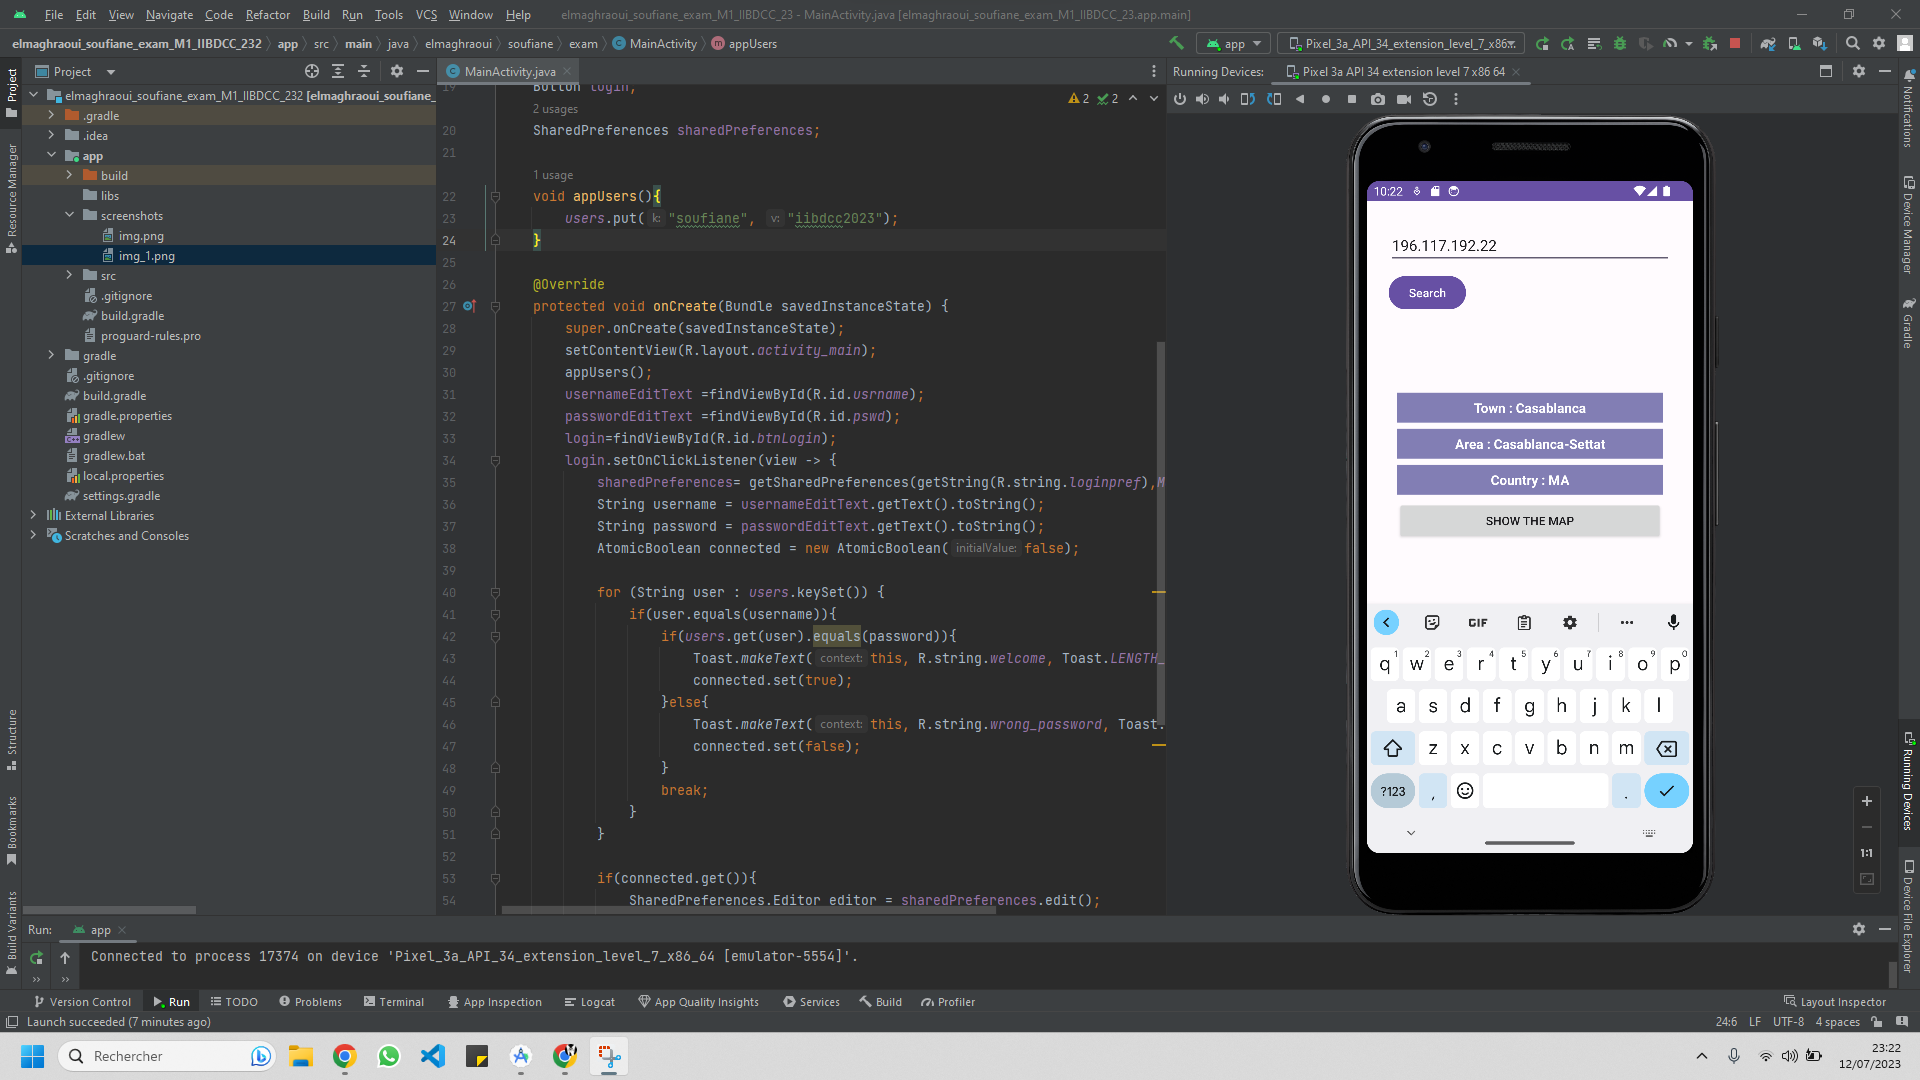 File Edit View Navigate Code Refactor Build Run Tools VCS Window Help elmaghraoui_soufiane_exam_M1_IIBDCC_23 - MainActivity.java [elmaghraoui_soufiane_exam_M1_IIBDCC_23.app.main]
elmaghraoui_soufiane_exam_M1_IIBDCC_232 app src main java elmaghraoui soufiane exam MainActivity appUsers app Pixel_3a_API_34_extension_level_7_x86
Project
MainActivity.java
Running Devices: Pixel 3a API 34 extension level 7 x86 64
elmaghraoui_soufiane_exam_M1_IIBDCC_232 [elmaghraoui_soufiane_
.gradle
.idea
app
build
libs
screenshots
img.png
img_1.png
src
.gitignore
build.gradle
proguard-rules.pro
gradle
.gitignore
build.gradle
gradle.properties
gradlew
gradlew.bat
local.properties
settings.gradle
External Libraries
Scratches and Consoles
Project
Resource Manager
Structure
Bookmarks
Build Variants
2 2
19 Button login;
2 usages
20 SharedPreferences sharedPreferences;
21
1 usage
22 void appUsers(){
23 users.put( k: "soufiane", v: "iibdcc2023");
24 }
25
26 @Override
27 protected void onCreate(Bundle savedInstanceState) {
28 super.onCreate(savedInstanceState);
29 setContentView(R.layout.activity_main);
30 appUsers();
31 usernameEditText =findViewById(R.id.usrname);
32 passwordEditText =findViewById(R.id.pswd);
33 login=findViewById(R.id.btnLogin);
34 login.setOnClickListener(view -> {
35 sharedPreferences= getSharedPreferences(getString(R.string.loginpref),M
36 String username = usernameEditText.getText().toString();
37 String password = passwordEditText.getText().toString();
38 AtomicBoolean connected = new AtomicBoolean( initialValue: false);
39
40 for (String user : users.keySet()) {
41 if(user.equals(username)){
42 if(users.get(user).equals(password)){
43 Toast.makeText( context: this, R.string.welcome, Toast.LENGTH_
44 connected.set(true);
45 }else{
46 Toast.makeText( context: this, R.string.wrong_password, Toast.
47 connected.set(false);
48 }
49 break;
50 }
51 }
52
53 if(connected.get()){
54 SharedPreferences.Editor editor = sharedPreferences.edit();
10:22
196.117.192.22
Search
Town : Casablanca
Area : Casablanca-Settat
Country : MA
SHOW THE MAP
GIF
q1 w2 e3 r4 t5 y6 u7 i8 o9 p0
a s d f g h j k l
z x c v b n m
?123 , .
1:1
Notifications
Device Manager
Gradle
Running Devices
Device File Explorer
Run: app
Connected to process 17374 on device 'Pixel_3a_API_34_extension_level_7_x86_64 [emulator-5554]'.
Version Control Run TODO Problems Terminal App Inspection Logcat App Quality Insights Services Build Profiler Layout Inspector
Launch succeeded (7 minutes ago) 24:6 LF UTF-8 4 spaces
Rechercher
23:22
12/07/2023